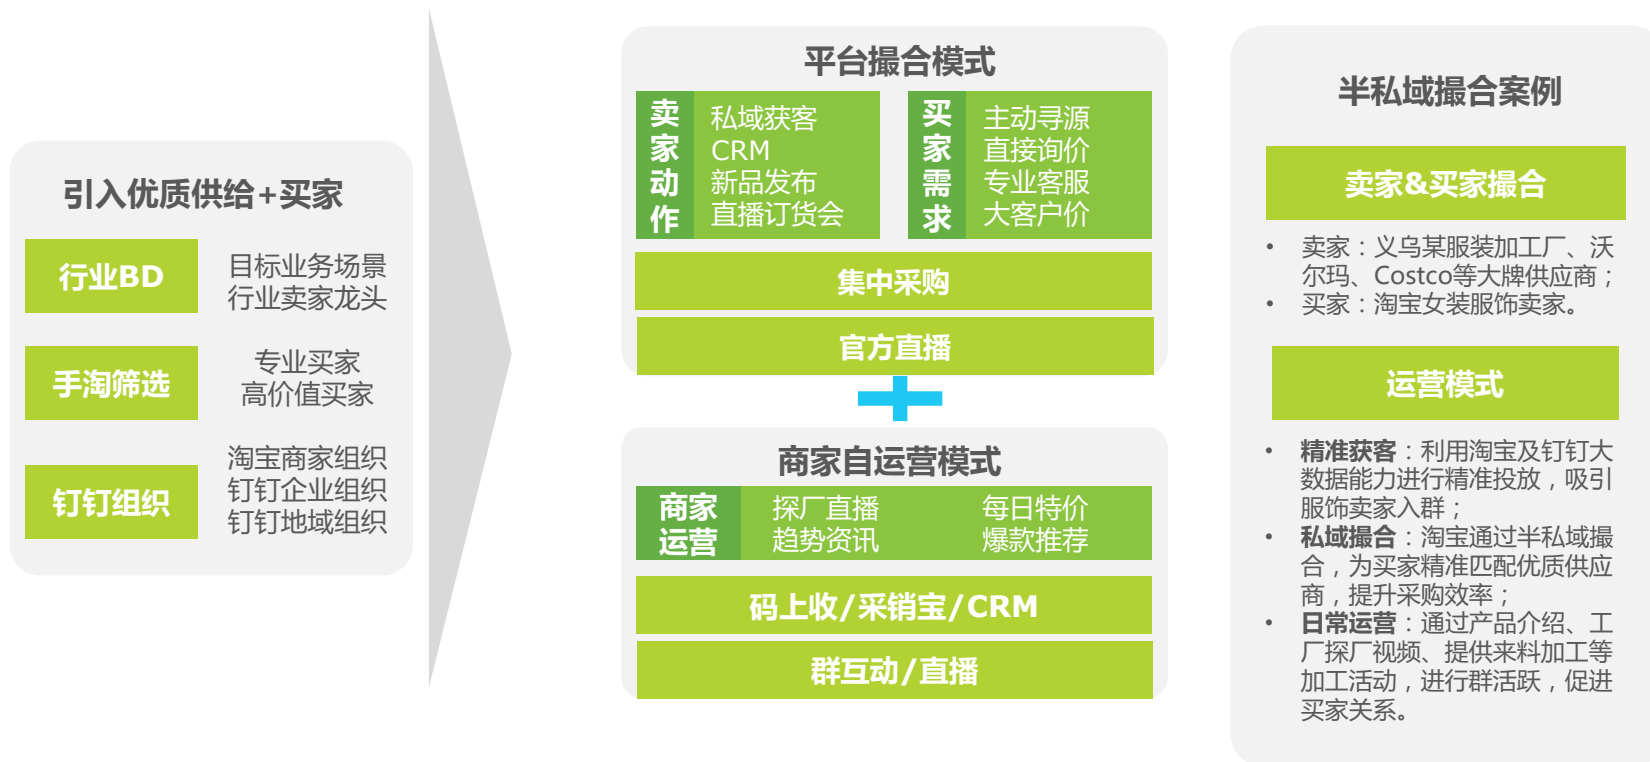 引入优质供给+买家
行业BD
目标业务场景
行业卖家龙头
手淘筛选
专业买家
高价值买家
钉钉组织
淘宝商家组织
钉钉企业组织
钉钉地域组织
平台撮合模式
卖家动作
私域获客
CRM
新品发布
直播订货会
买家需求
主动寻源
直接询价
专业客服
大客户价
集中采购
官方直播
商家自运营模式
商家
运营
探厂直播
每日特价
趋势资讯
爆款推荐
码上收/采销宝/CRM
群互动/直播
半私域撮合案例
卖家&买家撮合
• 卖家：义乌某服装加工厂、沃
尔玛、Costco等大牌供应商；
• 买家：淘宝女装服饰卖家。
运营模式
• 精准获客：利用淘宝及钉钉大
数据能力进行精准投放，吸引
服饰卖家入群；
• 私域撮合：淘宝通过半私域撮
合，为买家精准匹配优质供应
商，提升采购效率；
• 日常运营：通过产品介绍、工
厂探厂视频、提供来料加工等
加工活动，进行群活跃，促进
买家关系。